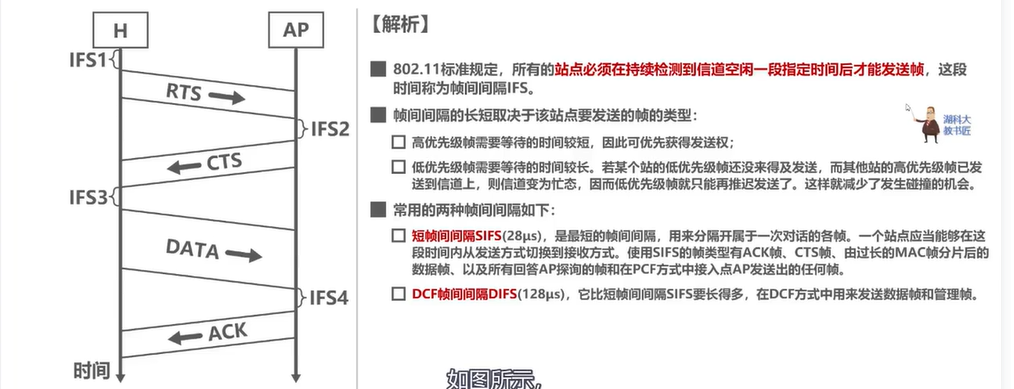 H
AP
IFS1
RTS
IFS2
CTS
IFS3
DATA
IFS4
ACK
时间
【解析】
802.11标准规定，所有的站点必须在持续检测到信道空闲一段指定时间后才能发送帧，这段
时间称为帧间间隔IFS。
帧间间隔的长短取决于该站点要发送的帧的类型：
高优先级帧需要等待的时间较短，因此可优先获得发送权；
低优先级帧需要等待的时间较长。若某个站的低优先级帧还没来得及发送，而其他站的高优先级帧已发
送到信道上，则信道变为忙态，因而低优先级帧就只能再推迟发送了。这样就减少了发生碰撞的机会。
常用的两种帧间间隔如下：
短帧间间隔SIFS(28μs)，是最短的帧间间隔，用来分隔开属于一次对话的各帧。一个站点应当能够在这
段时间内从发送方式切换到接收方式。使用SIFS的帧类型有ACK帧、CTS帧、由过长的MAC帧分片后的
数据帧、以及所有回答AP探询的帧和在PCF方式中接入点AP发送出的任何帧。
DCF帧间间隔DIFS(128μs)，它比短帧间间隔SIFS要长得多，在DCF方式中用来发送数据帧和管理帧。
湖科大
教书匠
如图所示，